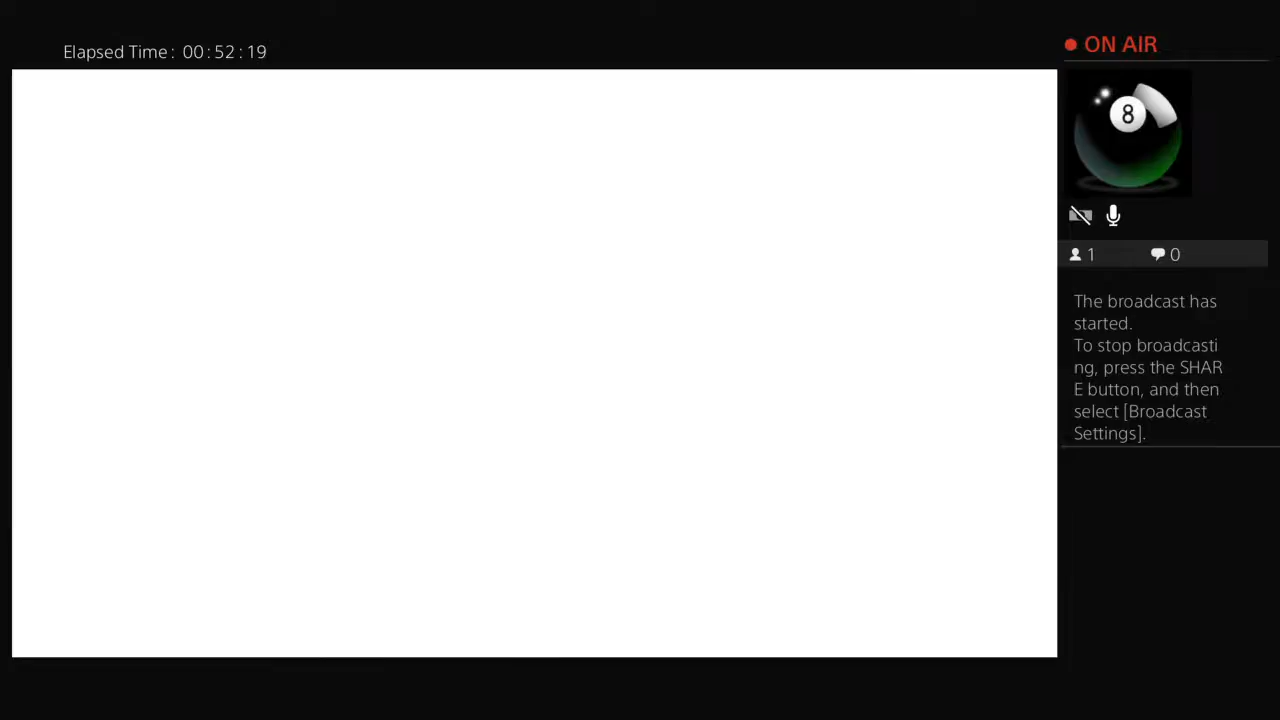 Elapsed Time: 00:52:19
ON AIR
8
1 0
The broadcast has
started.
To stop broadcasti
ng, press the SHAR
E button, and then
select [Broadcast
Settings].